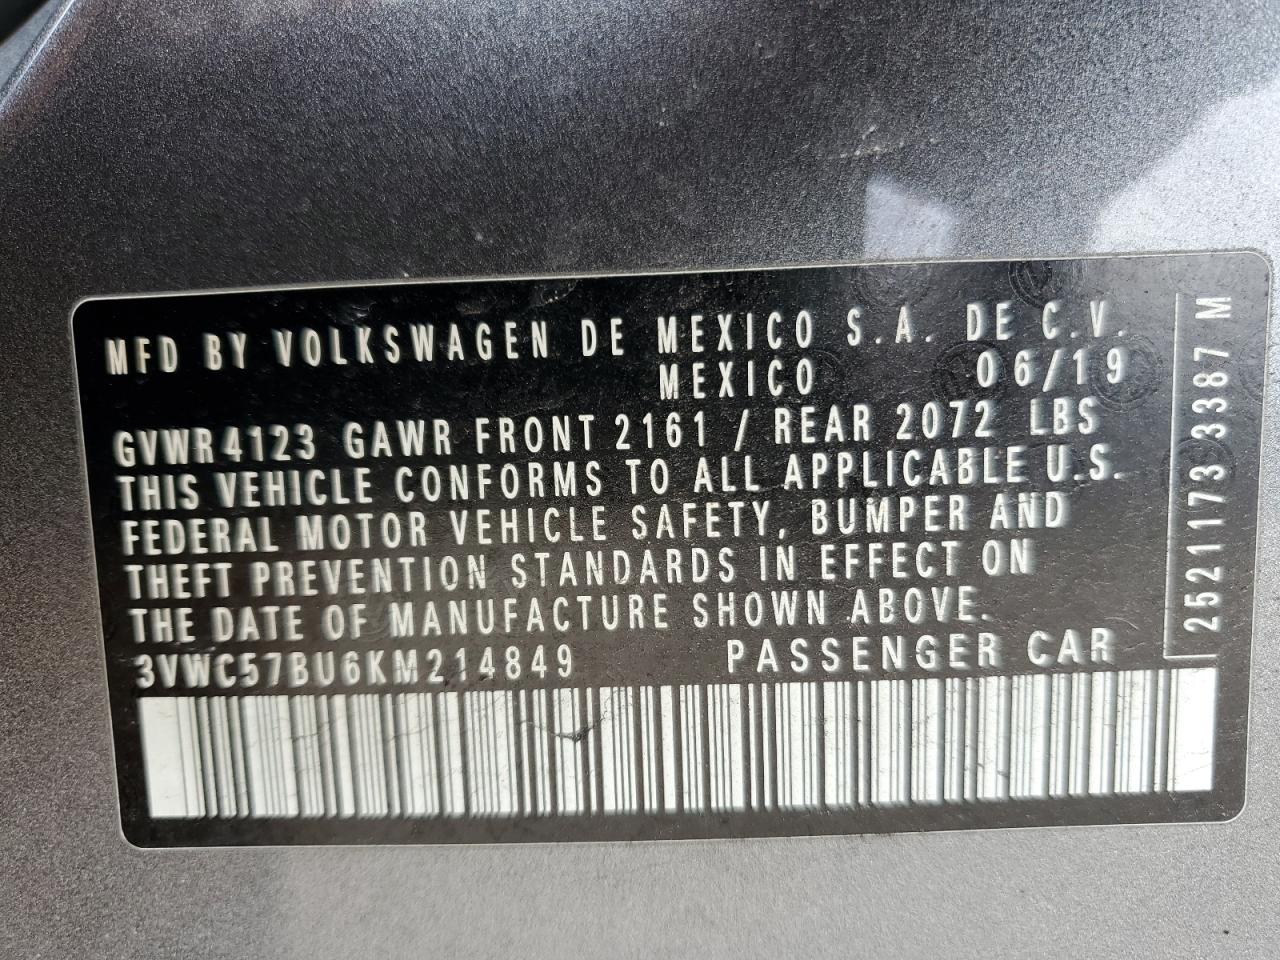 MFD BY VOLKSWAGEN DE MEXICO S.A. DE C.V.
MEXICO 06/19
GVWR4123 GAWR FRONT 2161 / REAR 2072 LBS
THIS VEHICLE CONFORMS TO ALL APPLICABLE U.S.
FEDERAL MOTOR VEHICLE SAFETY, BUMPER AND
THEFT PREVENTION STANDARDS IN EFFECT ON
THE DATE OF MANUFACTURE SHOWN ABOVE.
3VWC57BU6KM214849 PASSENGER CAR
2521173 3387 M